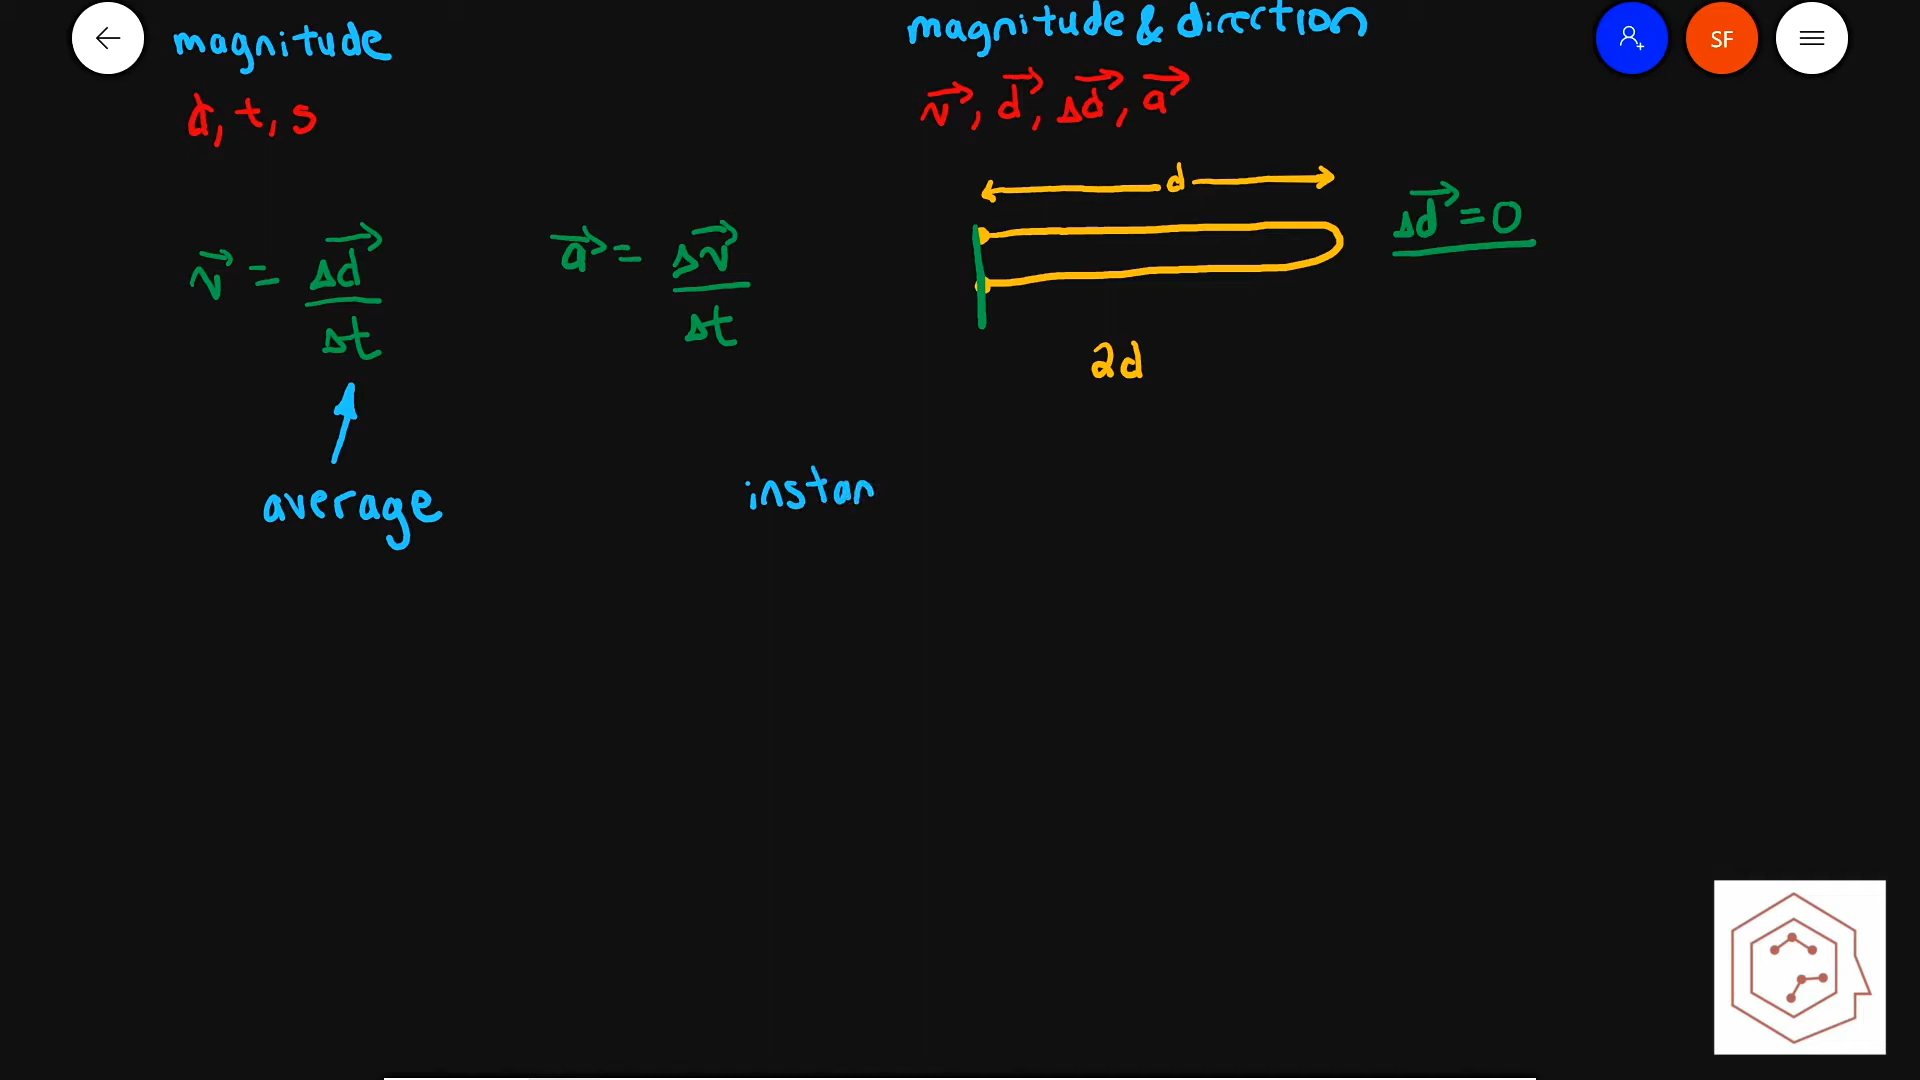 magnitude
magnitude & direction
SF
d, t, s
v⃗, d⃗, Δd⃗, a⃗
d
v⃗ = Δd⃗/Δt
a⃗ = Δv⃗/Δt
Δd⃗ = 0
2d
average
instan